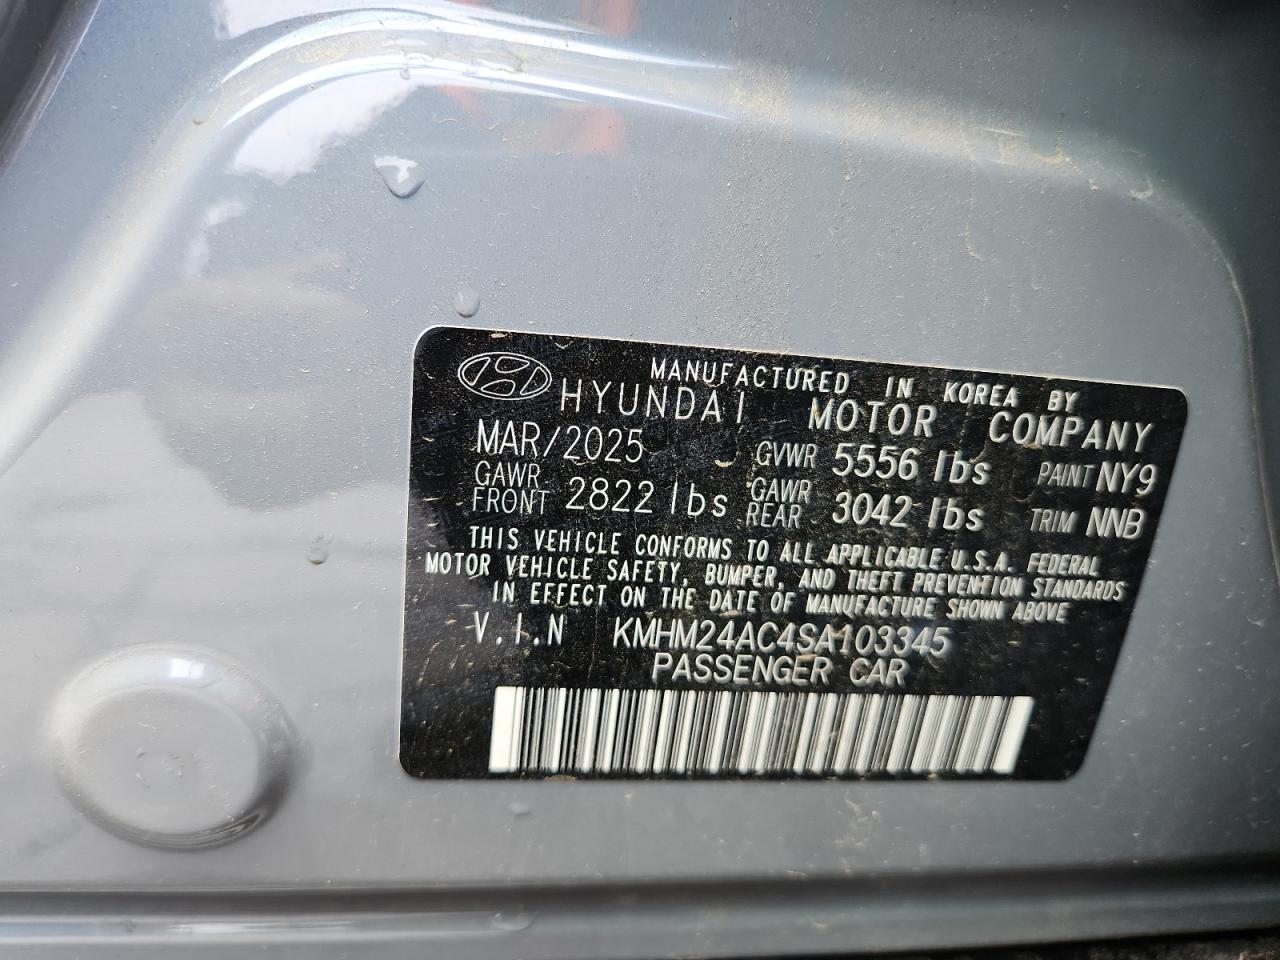 MANUFACTURED IN KOREA BY
HYUNDAI MOTOR COMPANY
MAR/2025 GVWR 5556 lbs PAINT NY9
GAWR FRONT 2822 lbs GAWR REAR 3042 lbs TRIM NNB
THIS VEHICLE CONFORMS TO ALL APPLICABLE U.S.A. FEDERAL
MOTOR VEHICLE SAFETY, BUMPER, AND THEFT PREVENTION STANDARDS
IN EFFECT ON THE DATE OF MANUFACTURE SHOWN ABOVE
V.I.N KMHM24AC4SA103345
PASSENGER CAR